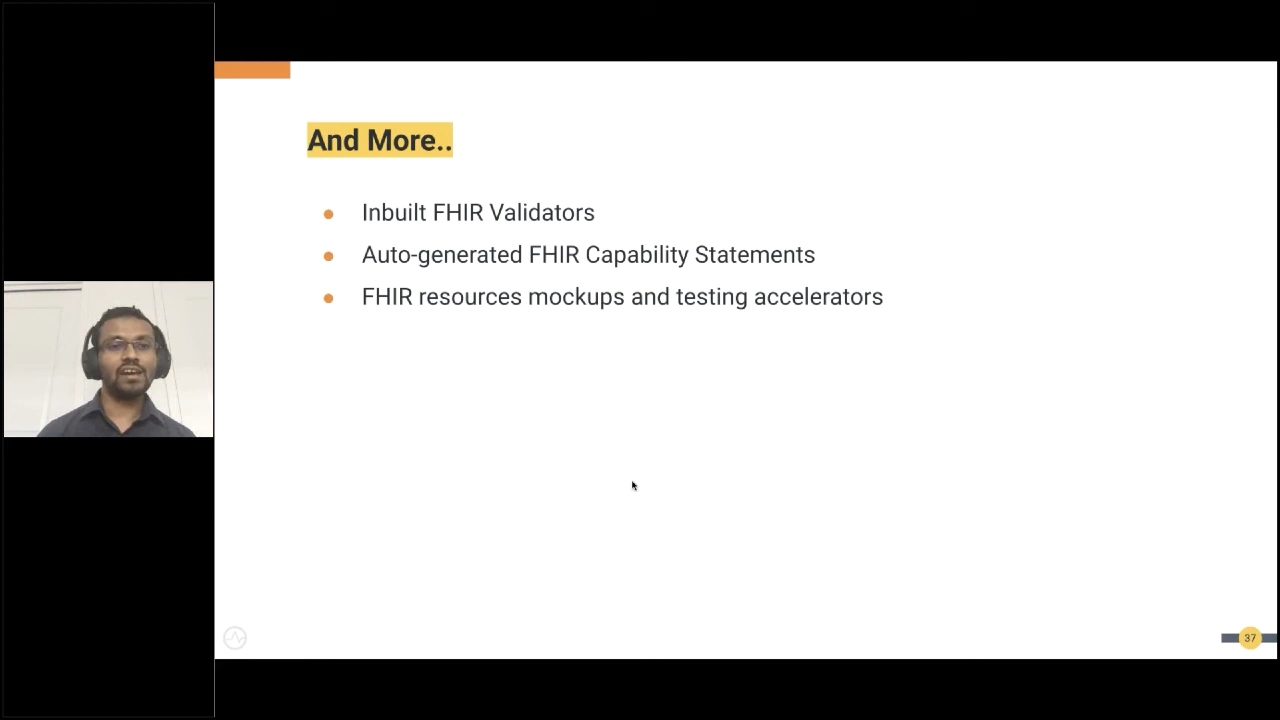 And More..
Inbuilt FHIR Validators
Auto-generated FHIR Capability Statements
FHIR resources mockups and testing accelerators
37